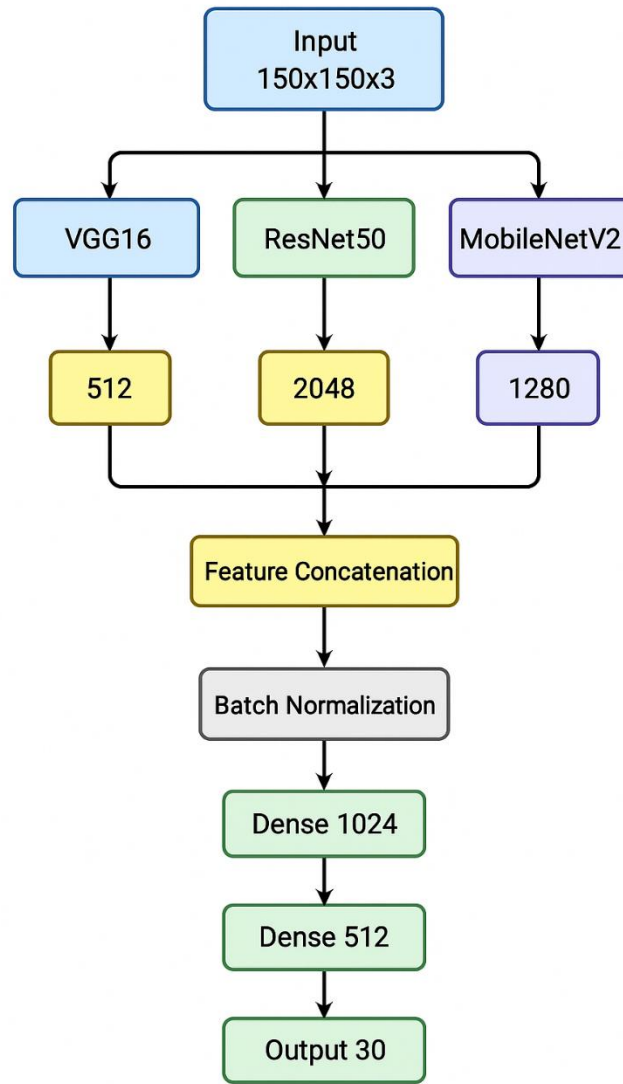 Input
150x150x3
VGG16
ResNet50
MobileNetV2
512
2048
1280
Feature Concatenation
Batch Normalization
Dense 1024
Dense 512
Output 30